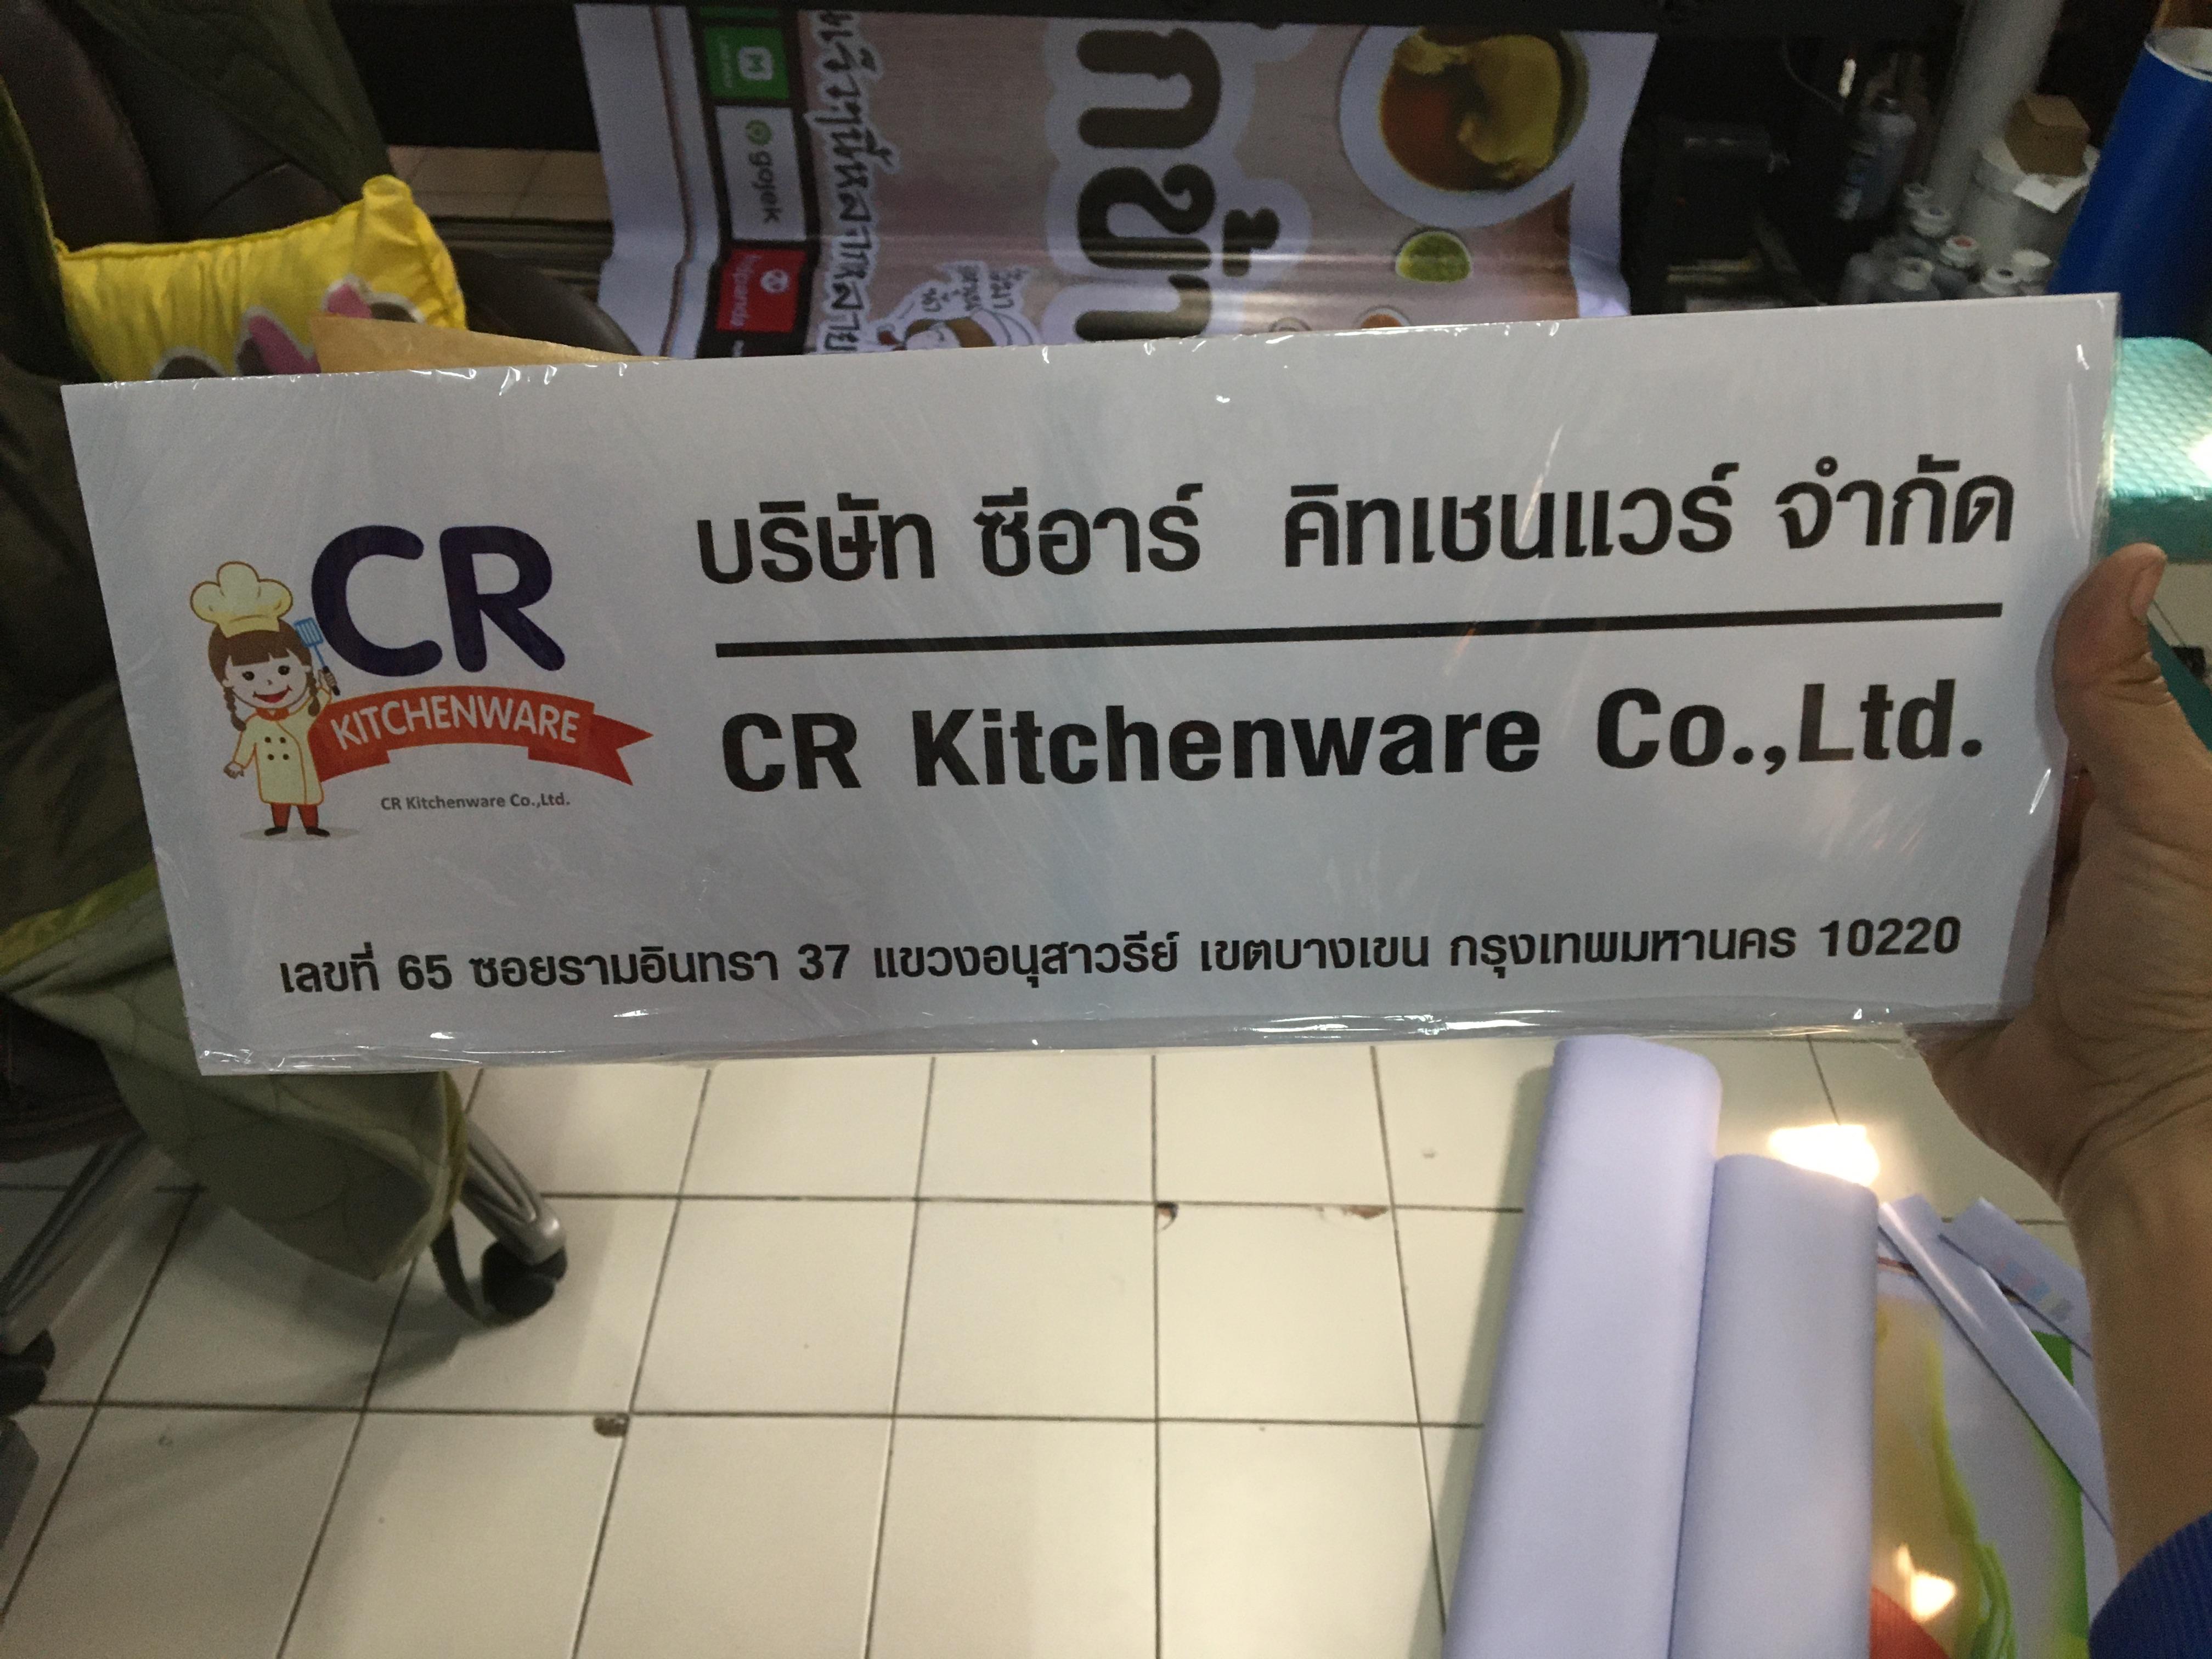 กข้า
gojek
CR
KITCHENWARE
CR Kitchenware Co.,Ltd.
บริษัท ซีอาร์ คิทเชนแวร์ จำกัด
CR Kitchenware Co.,Ltd.
เลขที่ 65 ซอยรามอินทรา 37 แขวงอนุสาวรีย์ เขตบางเขน กรุงเทพมหานคร 10220